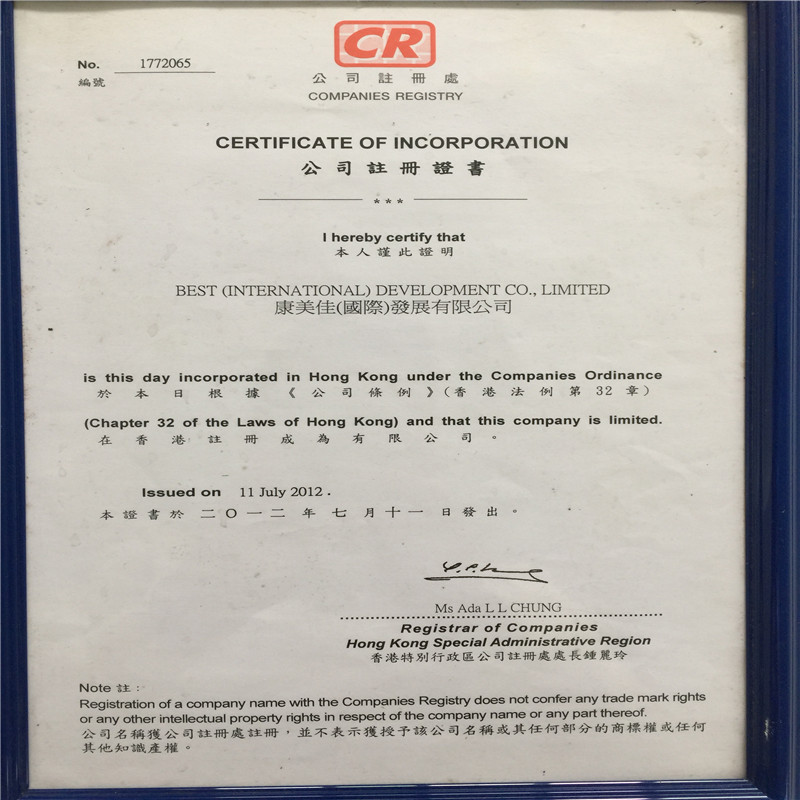 CR
No. 1772065
編號
公司註冊處
COMPANIES REGISTRY
CERTIFICATE OF INCORPORATION
公司註冊證書
***
I hereby certify that
本人謹此證明
BEST (INTERNATIONAL) DEVELOPMENT CO., LIMITED
康美佳(國際)發展有限公司
is this day incorporated in Hong Kong under the Companies Ordinance
於本日根據《公司條例》(香港法例第32章)
(Chapter 32 of the Laws of Hong Kong) and that this company is limited.
在香港註冊成為有限公司。
Issued on 11 July 2012.
本證書於二〇一二年七月十一日發出。
Ms Ada L L CHUNG
Registrar of Companies
Hong Kong Special Administrative Region
香港特別行政區公司註冊處處長鍾麗玲
Note 註:
Registration of a company name with the Companies Registry does not confer any trade mark rights
or any other intellectual property rights in respect of the company name or any part thereof.
公司名稱獲公司註冊處註冊，並不表示獲授予該公司名稱或其任何部分的商標權或任何
其他知識產權。